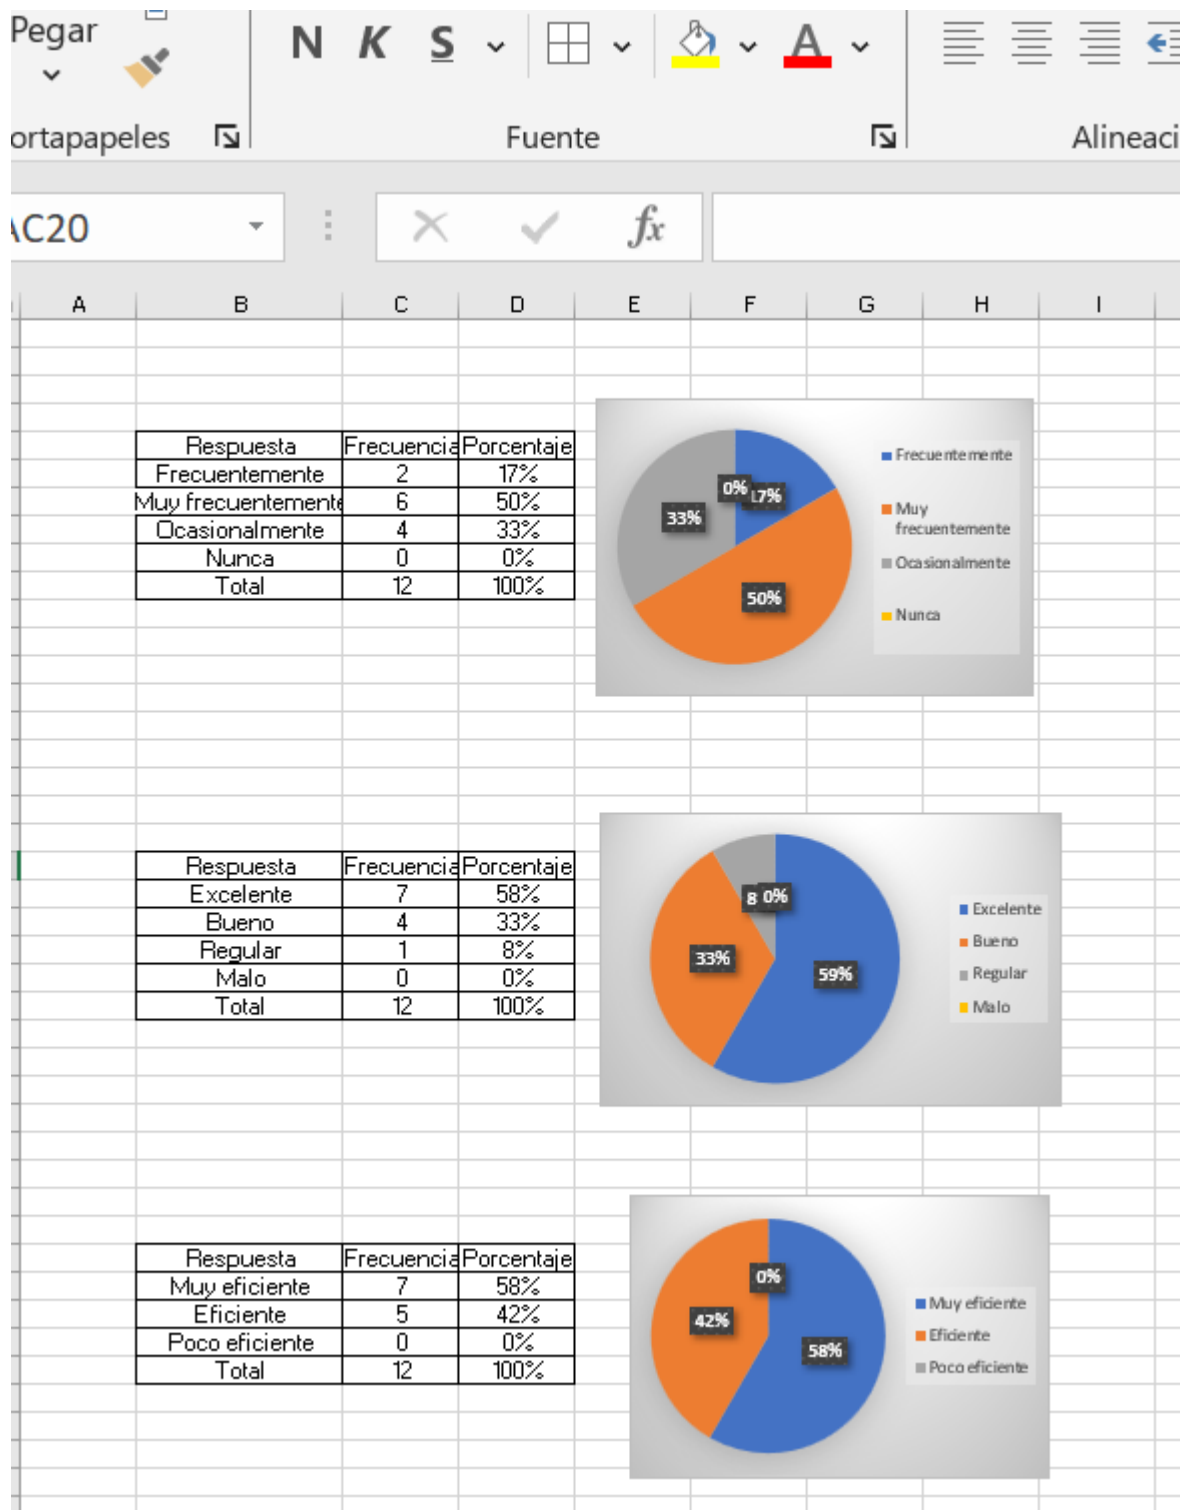 Pegar
N K S A
ortapapeles Fuente Alineaci
AC20 fx
A B C D E F G H I
Respuesta Frecuencia Porcentaje
Frecuentemente 2 17%
Muy frecuentemente 6 50%
Ocasionalmente 4 33%
Nunca 0 0%
Total 12 100%
0% 17%
33%
50%
Frecuentemente
Muy
frecuentemente
Ocasionalmente
Nunca
Respuesta Frecuencia Porcentaje
Excelente 7 58%
Bueno 4 33%
Regular 1 8%
Malo 0 0%
Total 12 100%
8 0%
33%
59%
Excelente
Bueno
Regular
Malo
Respuesta Frecuencia Porcentaje
Muy eficiente 7 58%
Eficiente 5 42%
Poco eficiente 0 0%
Total 12 100%
0%
42%
58%
Muy eficiente
Eficiente
Poco eficiente